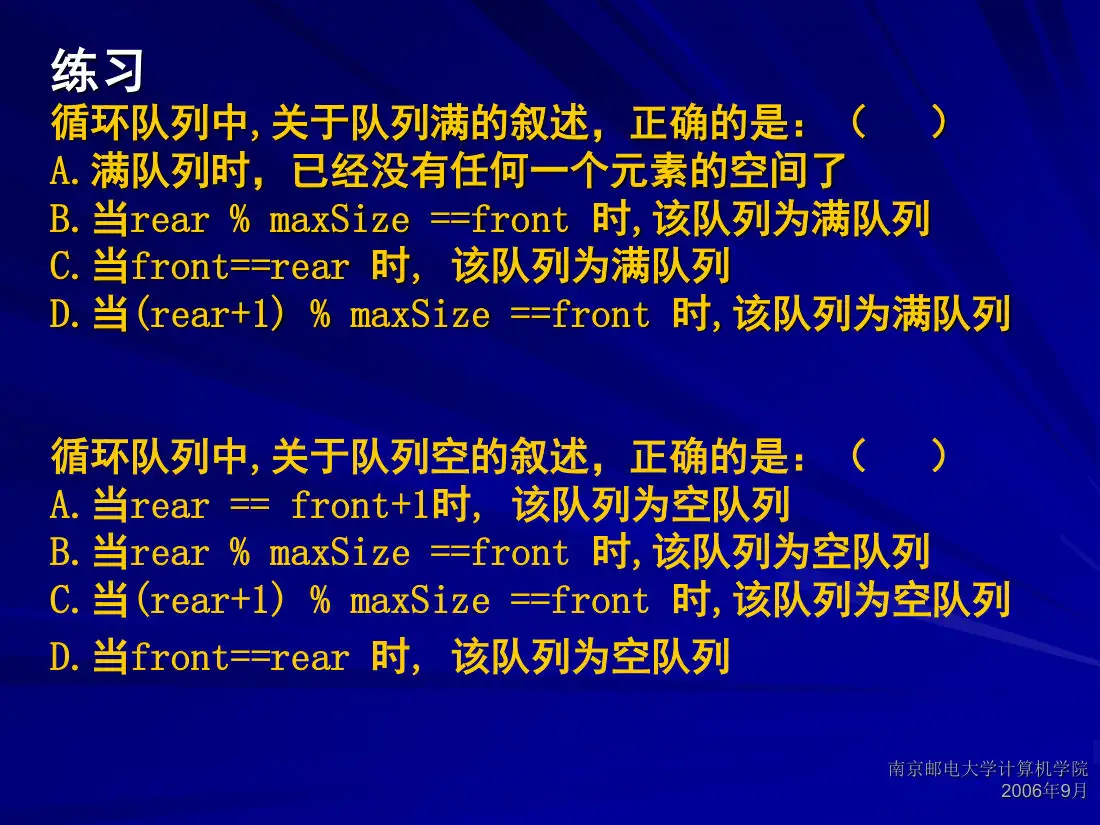 练习
循环队列中,关于队列满的叙述，正确的是：（　　）
A.满队列时，已经没有任何一个元素的空间了
B.当rear % maxSize ==front 时,该队列为满队列
C.当front==rear 时, 该队列为满队列
D.当(rear+1) % maxSize ==front 时,该队列为满队列
循环队列中,关于队列空的叙述，正确的是：（　　）
A.当rear == front+1时, 该队列为空队列
B.当rear % maxSize ==front 时,该队列为空队列
C.当(rear+1) % maxSize ==front 时,该队列为空队列
D.当front==rear 时, 该队列为空队列
南京邮电大学计算机学院
2006年9月